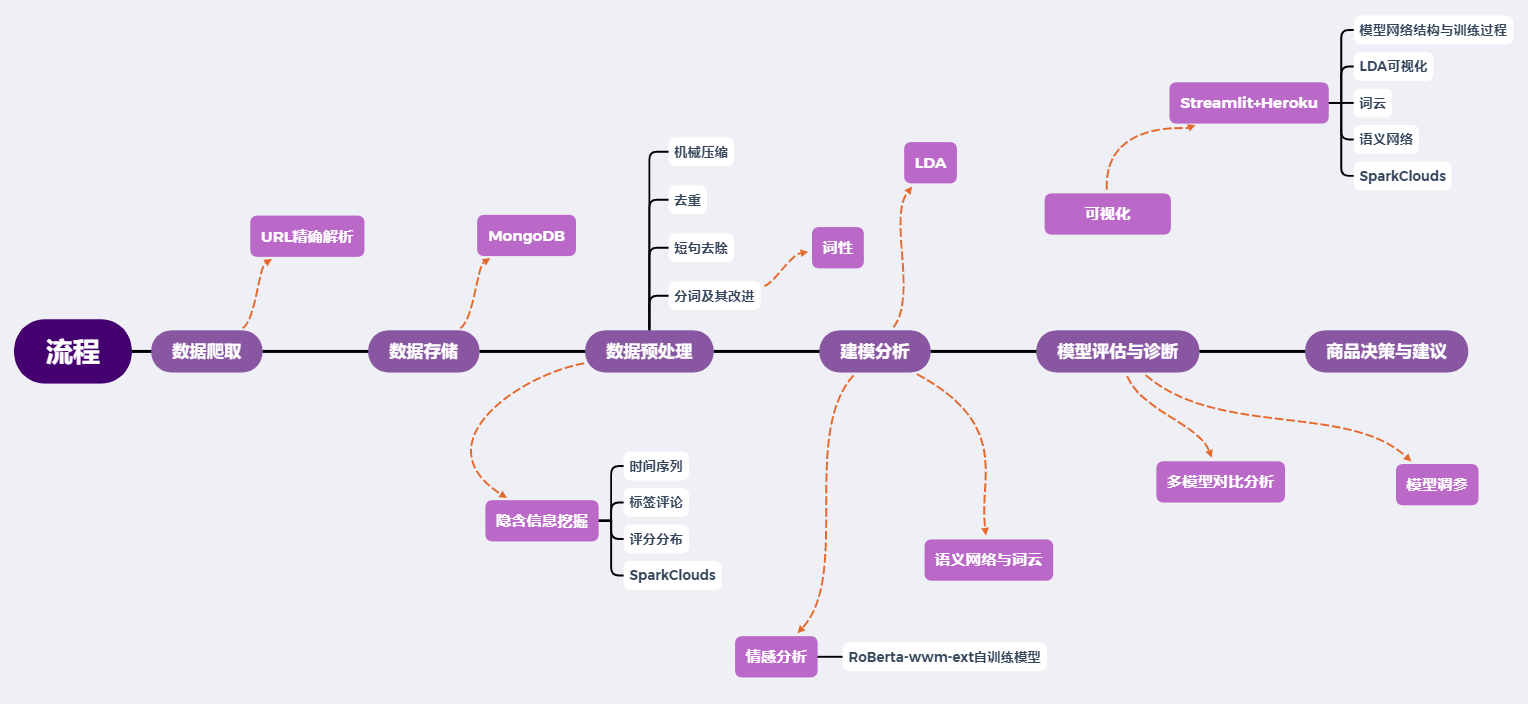 模型网络结构与训练过程
LDA可视化
Streamlit+Heroku
词云
语义网络
SparkClouds
机械压缩
LDA
去重
可视化
URL精确解析
MongoDB
短句去除
词性
分词及其改进
流程
数据爬取
数据存储
数据预处理
建模分析
模型评估与诊断
商品决策与建议
时间序列
标签评论
隐含信息挖掘
评分分布
SparkClouds
多模型对比分析
模型调参
语义网络与词云
情感分析
RoBerta-wwm-ext自训练模型